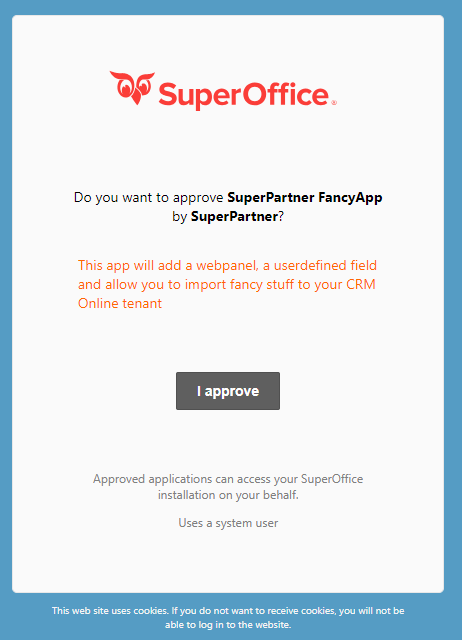 SuperOffice®
Do you want to approve SuperPartner FancyApp
by SuperPartner?
This app will add a webpanel, a userdefined field
and allow you to import fancy stuff to your CRM
Online tenant
I approve
Approved applications can access your SuperOffice
installation on your behalf.
Uses a system user
This web site uses cookies. If you do not want to receive cookies, you will not be
able to log in to the website.